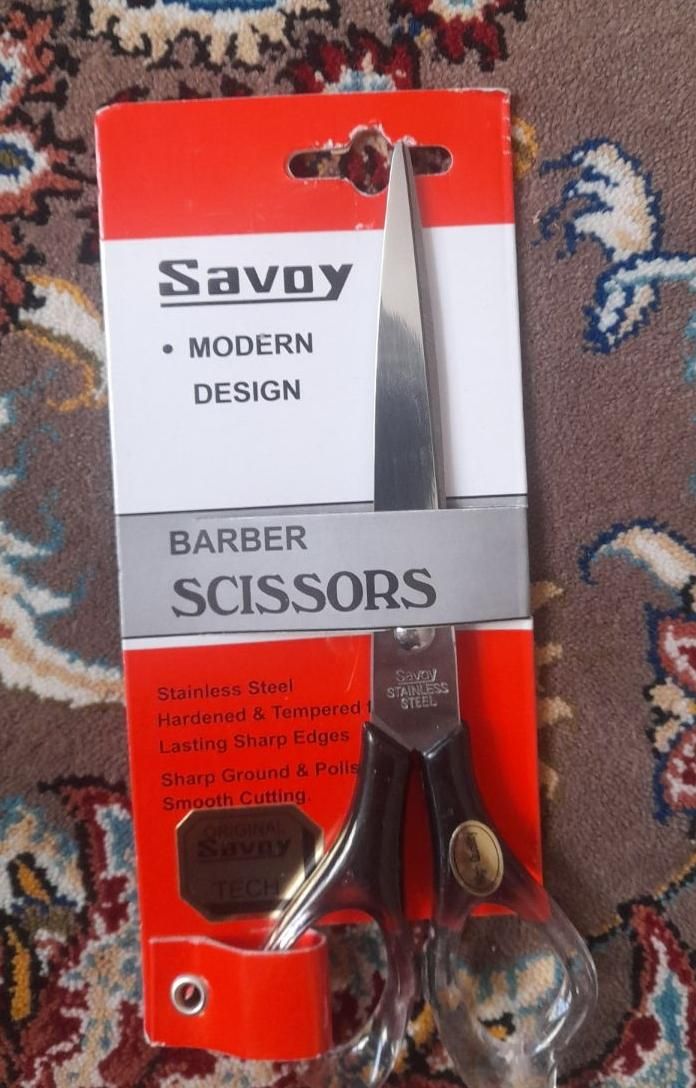 Savoy
• MODERN
DESIGN
BARBER
SCISSORS
Savoy
STAINLESS
STEEL
Stainless Steel
Hardened & Tempered
Lasting Sharp Edges
Sharp Ground &
Smooth Cutting.
ORIGINAL
Savoy
TECH